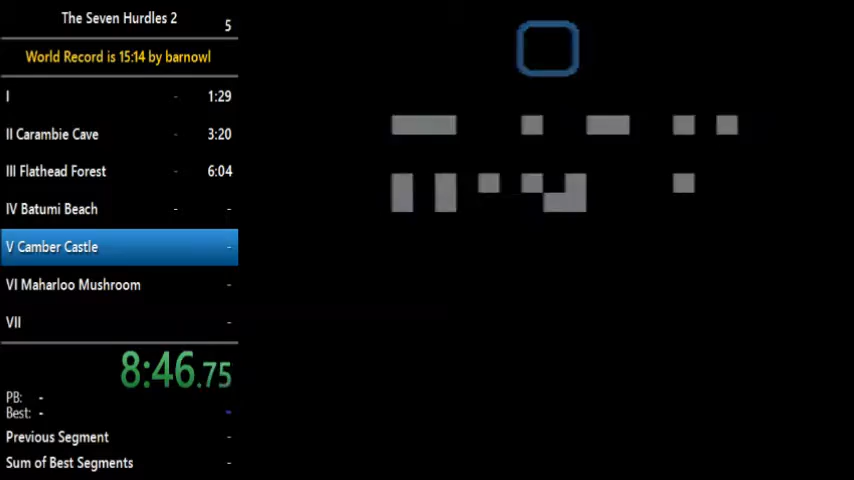 The Seven Hurdles 2
5
World Record is 15:14 by barnowl
I - 1:29
II Carambie Cave - 3:20
III Flathead Forest - 6:04
IV Batumi Beach - -
V Camber Castle -
VI Maharloo Mushroom -
VII -
8:46.75
PB: -
Best: - -
Previous Segment -
Sum of Best Segments -